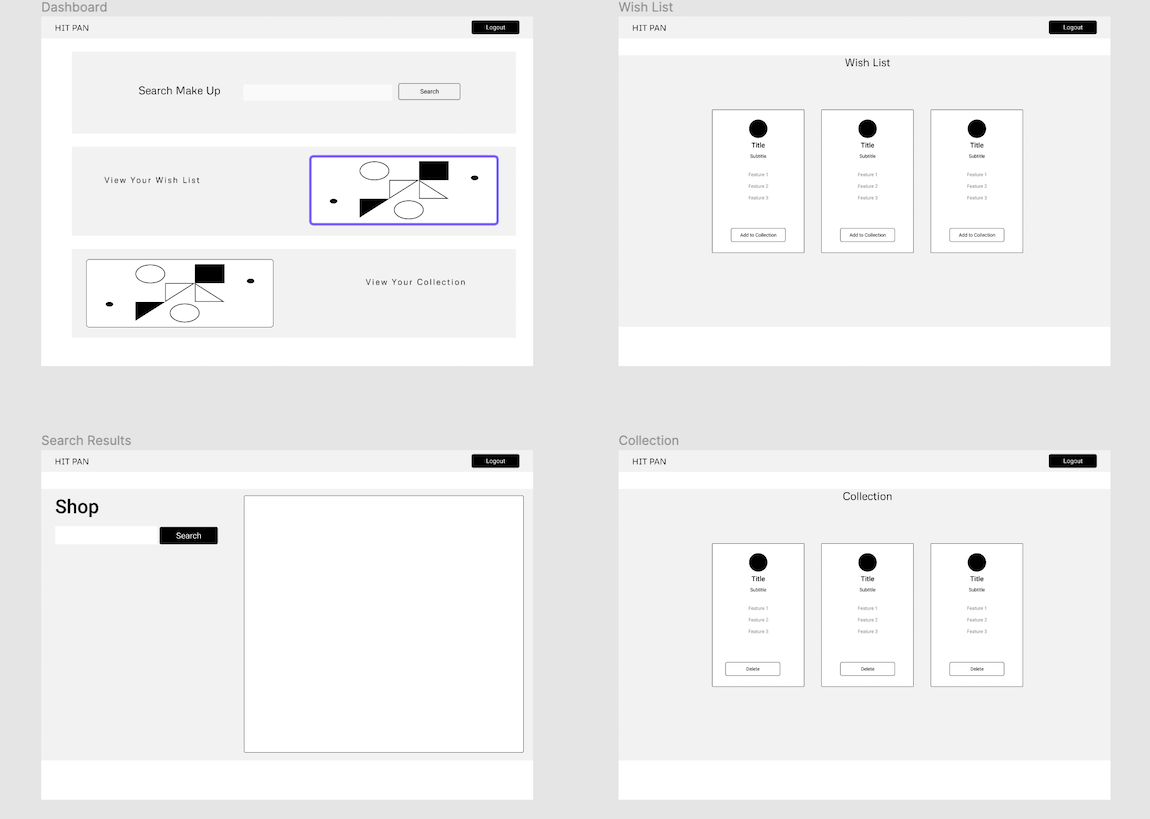 Dashboard
HIT PAN
Logout
Search Make Up
Search
View Your Wish List
View Your Collection
Wish List
HIT PAN
Logout
Wish List
Title
Subtitle
Feature 1
Feature 2
Feature 3
Add to Collection
Title
Subtitle
Feature 1
Feature 2
Feature 3
Add to Collection
Title
Subtitle
Feature 1
Feature 2
Feature 3
Add to Collection
Search Results
HIT PAN
Logout
Shop
Search
Collection
HIT PAN
Logout
Collection
Title
Subtitle
Feature 1
Feature 2
Feature 3
Delete
Title
Subtitle
Feature 1
Feature 2
Feature 3
Delete
Title
Subtitle
Feature 1
Feature 2
Feature 3
Delete